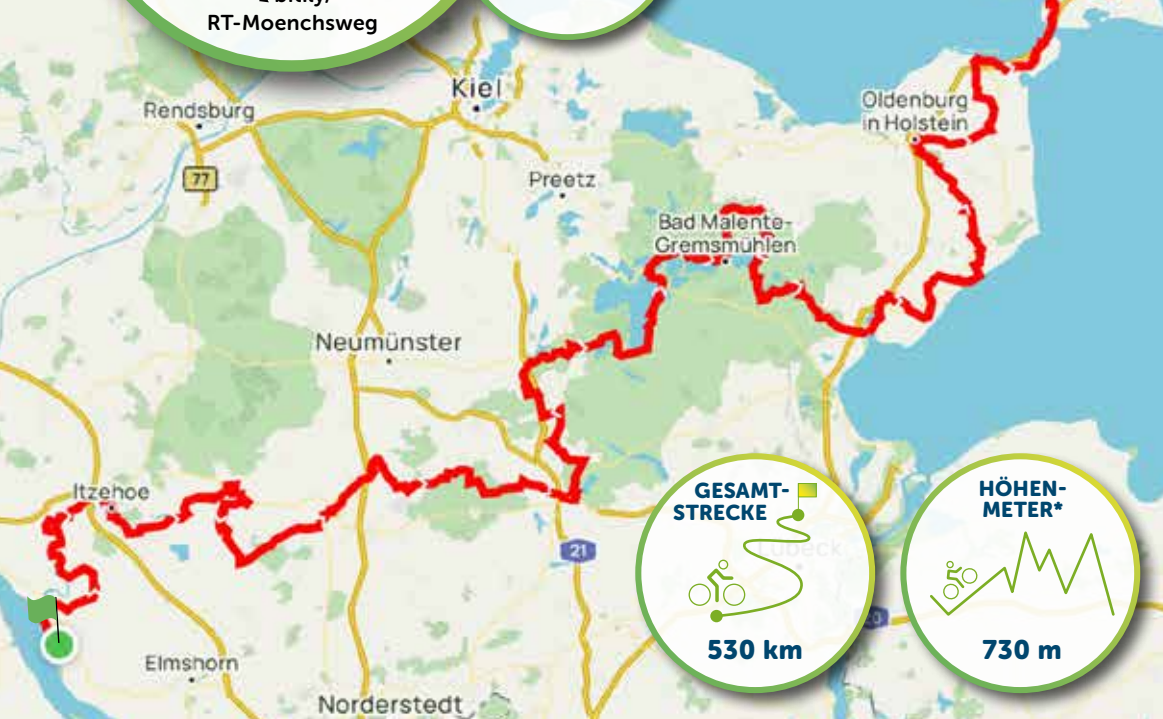 RT-Moenchsweg
Kiel
Rendsburg
Oldenburg
in Holstein
77
Preetz
Bad Malente-
Gremsmühlen
Neumünster
Itzehoe
GESAMT-
STRECKE
HÖHEN-
METER*
21
Lübeck
530 km
730 m
Elmshorn
Norderstedt